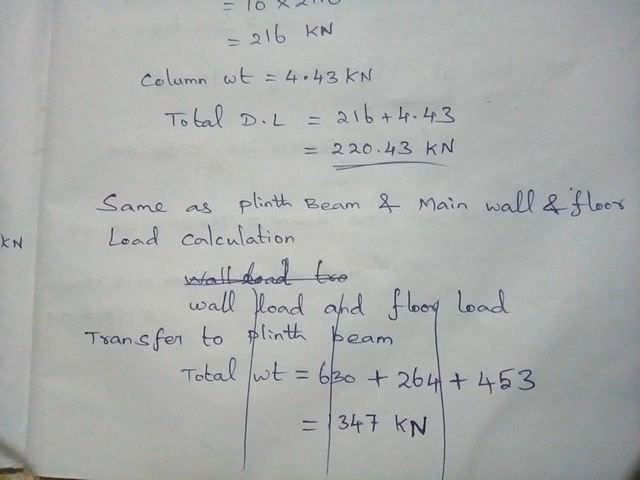 = 216 KN
Column wt = 4.43 KN
Total D.L = 216 + 4.43
= 220.43 KN
Same as plinth Beam & Main wall & floor
KN
Load calculation
wall load and floor load
Transfer to plinth beam
Total wt = 630 + 264 + 453
= 1347 KN